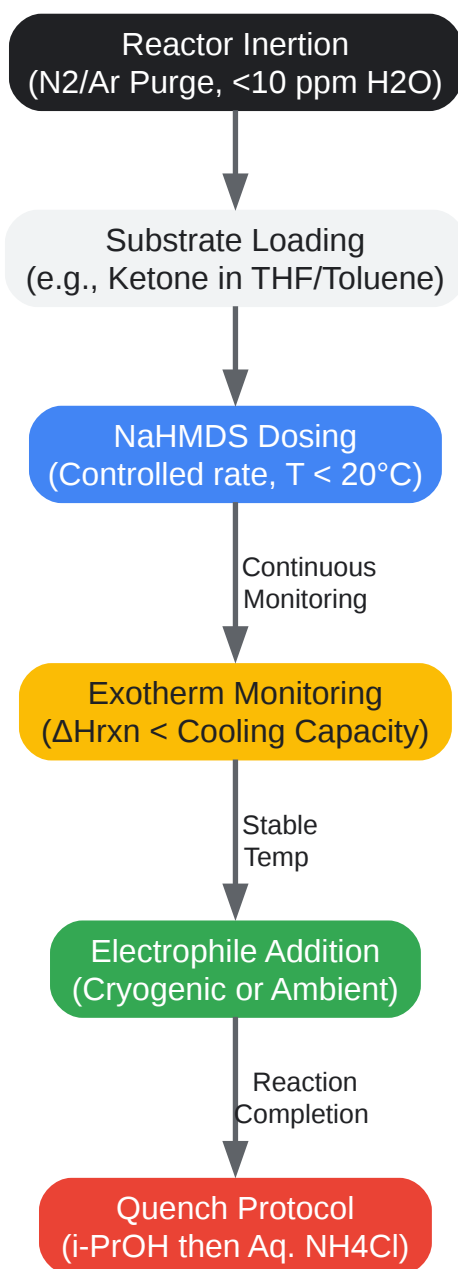 Reactor Inertion
(N2/Ar Purge, <10 ppm H2O)
Substrate Loading
(e.g., Ketone in THF/Toluene)
NaHMDS Dosing
(Controlled rate, T < 20°C)
Continuous
Monitoring
Exotherm Monitoring
(ΔHrxn < Cooling Capacity)
Stable
Temp
Electrophile Addition
(Cryogenic or Ambient)
Reaction
Completion
Quench Protocol
(i-PrOH then Aq. NH4Cl)